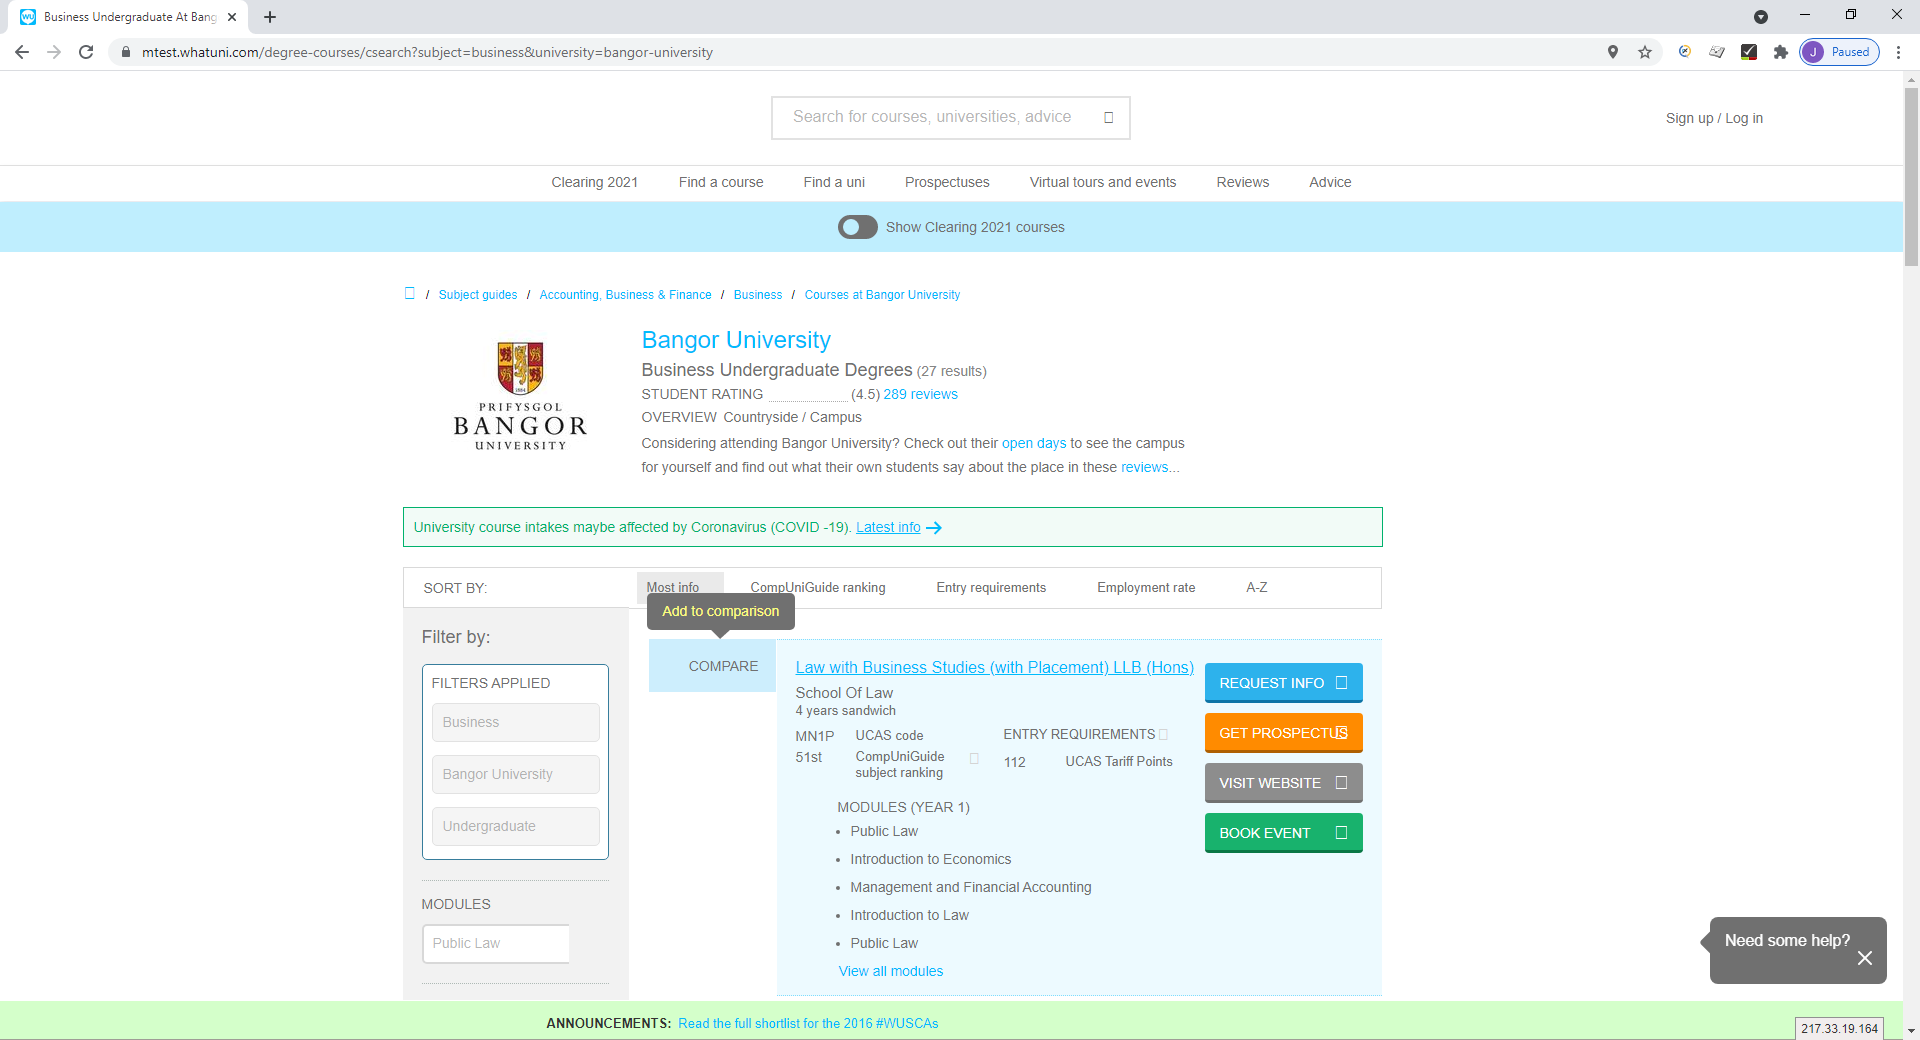 Business Undergraduate At Bang
mtest.whatuni.com/degree-courses/csearch?subject=business&university=bangor-university
J Paused
Search for courses, universities, advice
Sign up / Log in
Clearing 2021 Find a course Find a uni Prospectuses Virtual tours and events Reviews Advice
Show Clearing 2021 courses
/ Subject guides / Accounting, Business & Finance / Business / Courses at Bangor University
PRIFYSGOL
BANGOR
UNIVERSITY
Bangor University
Business Undergraduate Degrees (27 results)
STUDENT RATING (4.5) 289 reviews
OVERVIEW Countryside / Campus
Considering attending Bangor University? Check out their open days to see the campus
for yourself and find out what their own students say about the place in these reviews...
University course intakes maybe affected by Coronavirus (COVID -19). Latest info
SORT BY: Most info CompUniGuide ranking Entry requirements Employment rate A-Z
Add to comparison
Filter by:
FILTERS APPLIED
Business
Bangor University
Undergraduate
MODULES
Public Law
COMPARE
Law with Business Studies (with Placement) LLB (Hons)
School Of Law
4 years sandwich
MN1P UCAS code
51st CompUniGuide
subject ranking
ENTRY REQUIREMENTS
112 UCAS Tariff Points
MODULES (YEAR 1)
• Public Law
• Introduction to Economics
• Management and Financial Accounting
• Introduction to Law
• Public Law
View all modules
REQUEST INFO
GET PROSPECTUS
VISIT WEBSITE
BOOK EVENT
Need some help?
ANNOUNCEMENTS: Read the full shortlist for the 2016 #WUSCAs
217.33.19.164